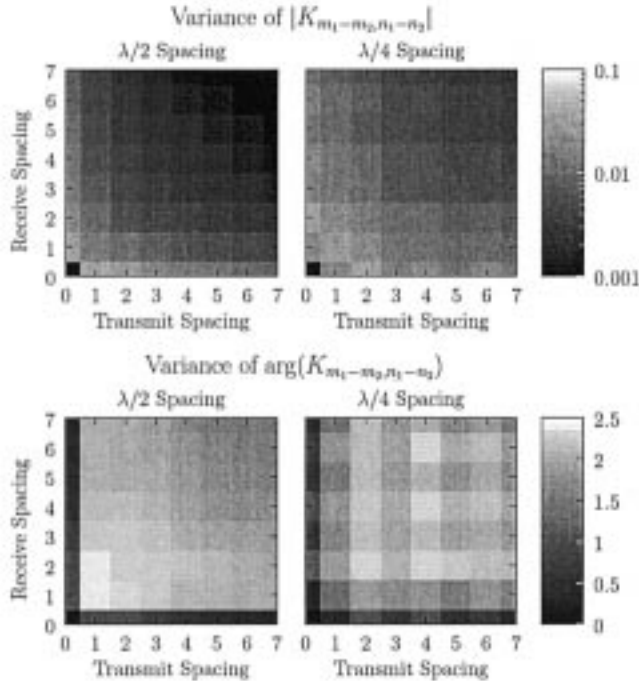 Variance of |K_{m₁−m₂,n₁−n₂}|
λ/2 Spacing
λ/4 Spacing
7
6
5
4
3
2
1
0
Receive Spacing
0 1 2 3 4 5 6 7
0 1 2 3 4 5 6 7
Transmit Spacing
Transmit Spacing
0.1
0.01
0.001
Variance of arg(K_{m₁−m₂,n₁−n₂})
λ/2 Spacing
λ/4 Spacing
7
6
5
4
3
2
1
0
Receive Spacing
0 1 2 3 4 5 6 7
0 1 2 3 4 5 6 7
Transmit Spacing
Transmit Spacing
2.5
2
1.5
1
0.5
0